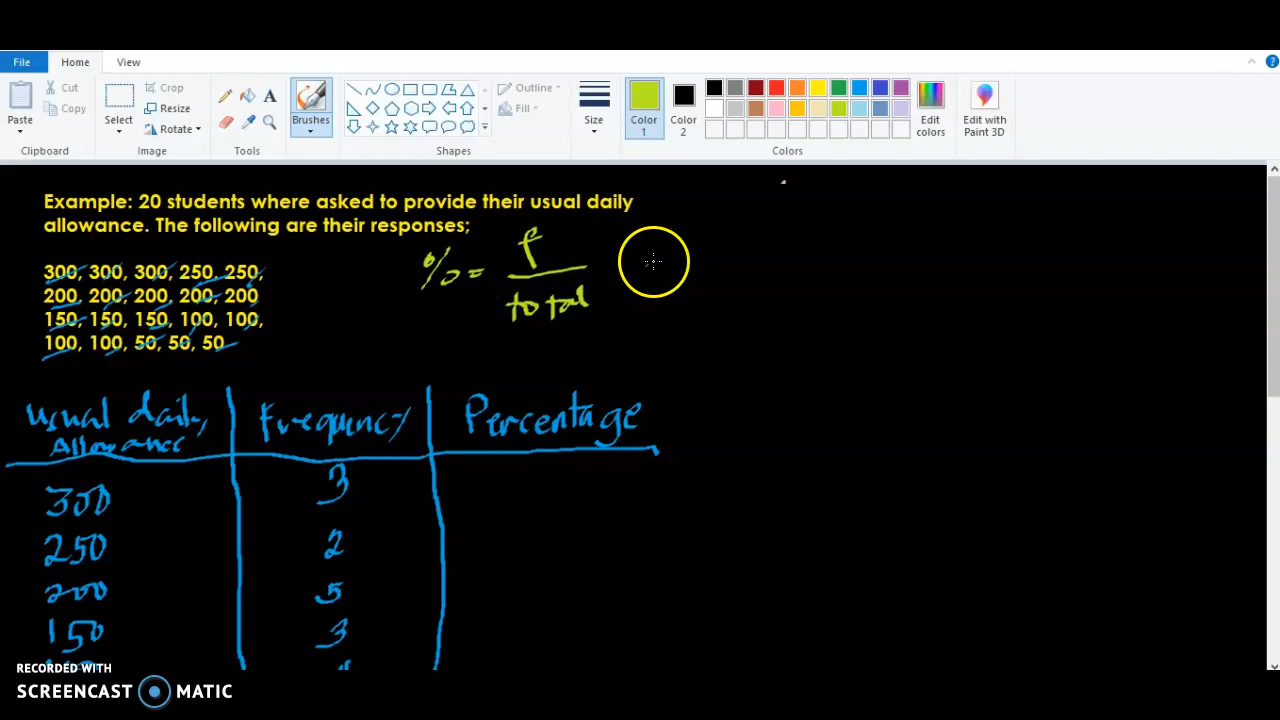 File Home View
Cut
Copy
Paste
Clipboard
Select
Crop
Resize
Rotate
Image
A
Tools
Brushes
Outline
Fill
Shapes
Size
Color 1
Color 2
Edit colors
Colors
Edit with Paint 3D
Example: 20 students where asked to provide their usual daily
allowance. The following are their responses;
300, 300, 300, 250, 250,
200, 200, 200, 200, 200
150, 150, 150, 100, 100,
100, 100, 50, 50, 50
% = f
total
Usual daily Frequency Percentage
Allowance
300 3
250 2
200 5
150 3
RECORDED WITH
SCREENCAST MATIC